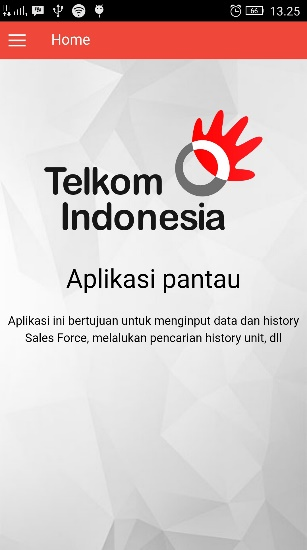 66
13.25
Home
Telkom
Indonesia
Aplikasi pantau
Aplikasi ini bertujuan untuk menginput data dan history
Sales Force, melalukan pencarian history unit, dll